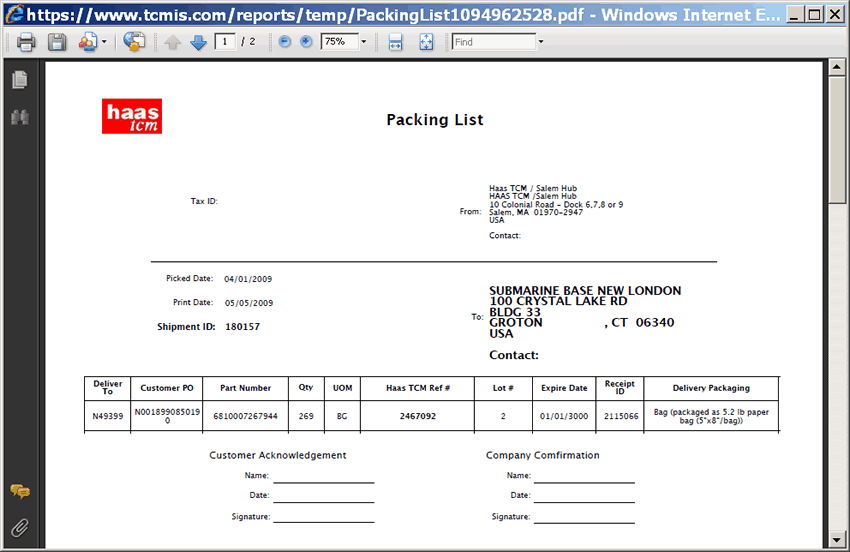 https://www.tcmis.com/reports/temp/PackingList1094962528.pdf - Windows Internet E...
1 / 2 75% Find
haas
tcm
Packing List
Tax ID:
From:
Haas TCM / Salem Hub
HAAS TCM /Salem Hub
10 Colonial Road - Dock 6,7,8 or 9
Salem, MA 01970-2947
USA
Contact:
Picked Date: 04/01/2009
Print Date: 05/05/2009
Shipment ID: 180157
To:
SUBMARINE BASE NEW LONDON
100 CRYSTAL LAKE RD
BLDG 33
GROTON , CT 06340
USA
Contact:
Deliver To Customer PO Part Number Qty UOM Haas TCM Ref # Lot # Expire Date Receipt ID Delivery Packaging
N49399 N001899085019 0 6810007267944 269 BG 2467092 2 01/01/3000 2115066 Bag (packaged as 5.2 lb paper bag (5"x8"/bag))
Customer Acknowledgement
Name:
Date:
Signature:
Company Comfirmation
Name:
Date:
Signature: